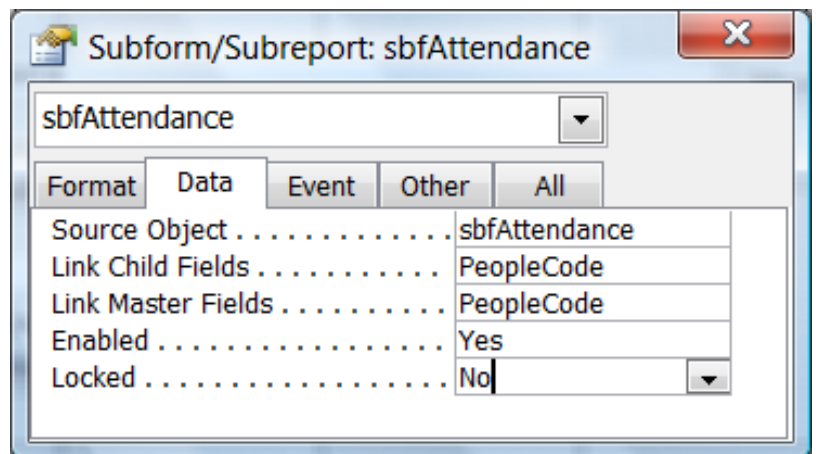 Subform/Subreport: sbfAttendance
sbfAttendance
Format Data Event Other All
Source Object . . . . . . . . . . . . . . sbfAttendance
Link Child Fields . . . . . . . . . . . PeopleCode
Link Master Fields . . . . . . . . . . PeopleCode
Enabled . . . . . . . . . . . . . . . . . . Yes
Locked . . . . . . . . . . . . . . . . . . . No